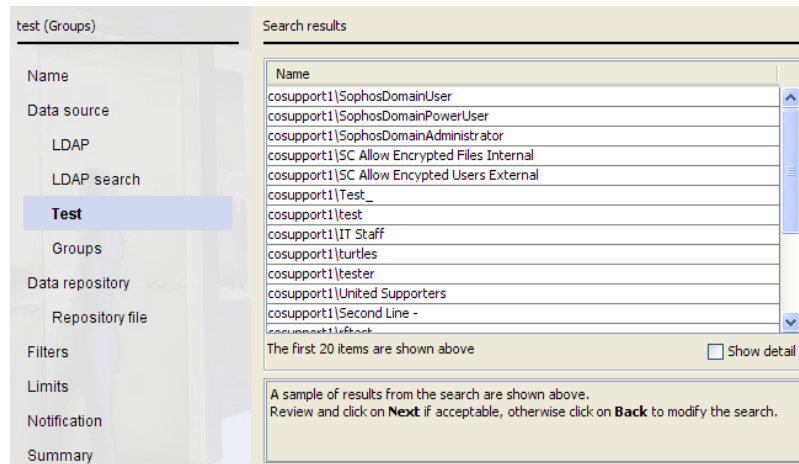 test (Groups)
Name
Data source
LDAP
LDAP search
Test
Groups
Data repository
Repository file
Filters
Limits
Notification
Summary
Search results
Name
cosupport1\SophosDomainUser
cosupport1\SophosDomainPowerUser
cosupport1\SophosDomainAdministrator
cosupport1\SC Allow Encrypted Files Internal
cosupport1\SC Allow Encypted Users External
cosupport1\Test_
cosupport1\test
cosupport1\IT Staff
cosupport1\turtles
cosupport1\tester
cosupport1\United Supporters
cosupport1\Second Line -
cosupport1\rftest
The first 20 items are shown above
Show detail
A sample of results from the search are shown above.
Review and click on Next if acceptable, otherwise click on Back to modify the search.